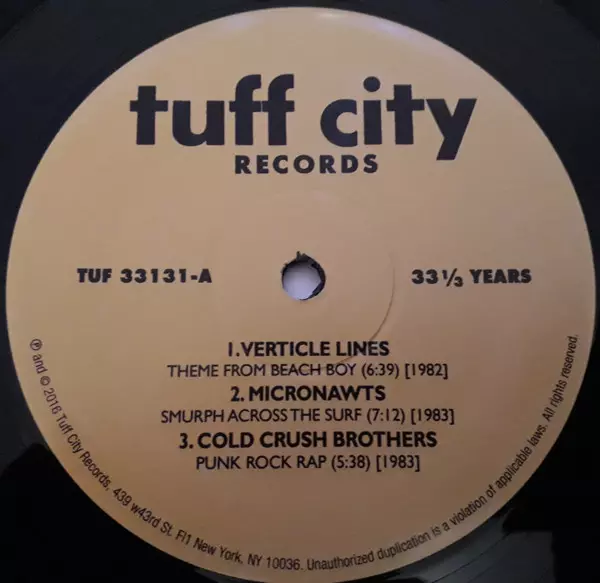 tuff city
RECORDS
TUF 33131-A
33 1/3 YEARS
1.VERTICLE LINES
THEME FROM BEACH BOY (6:39) [1982]
2. MICRONAWTS
SMURPH ACROSS THE SURF (7:12) [1983]
3. COLD CRUSH BROTHERS
PUNK ROCK RAP (5:38) [1983]
℗ and © 2016 Tuff City Records, 439 w43rd St. Fl1 New York, NY 10036. Unauthorized duplication is a violation of applicable laws. All rights reserved.